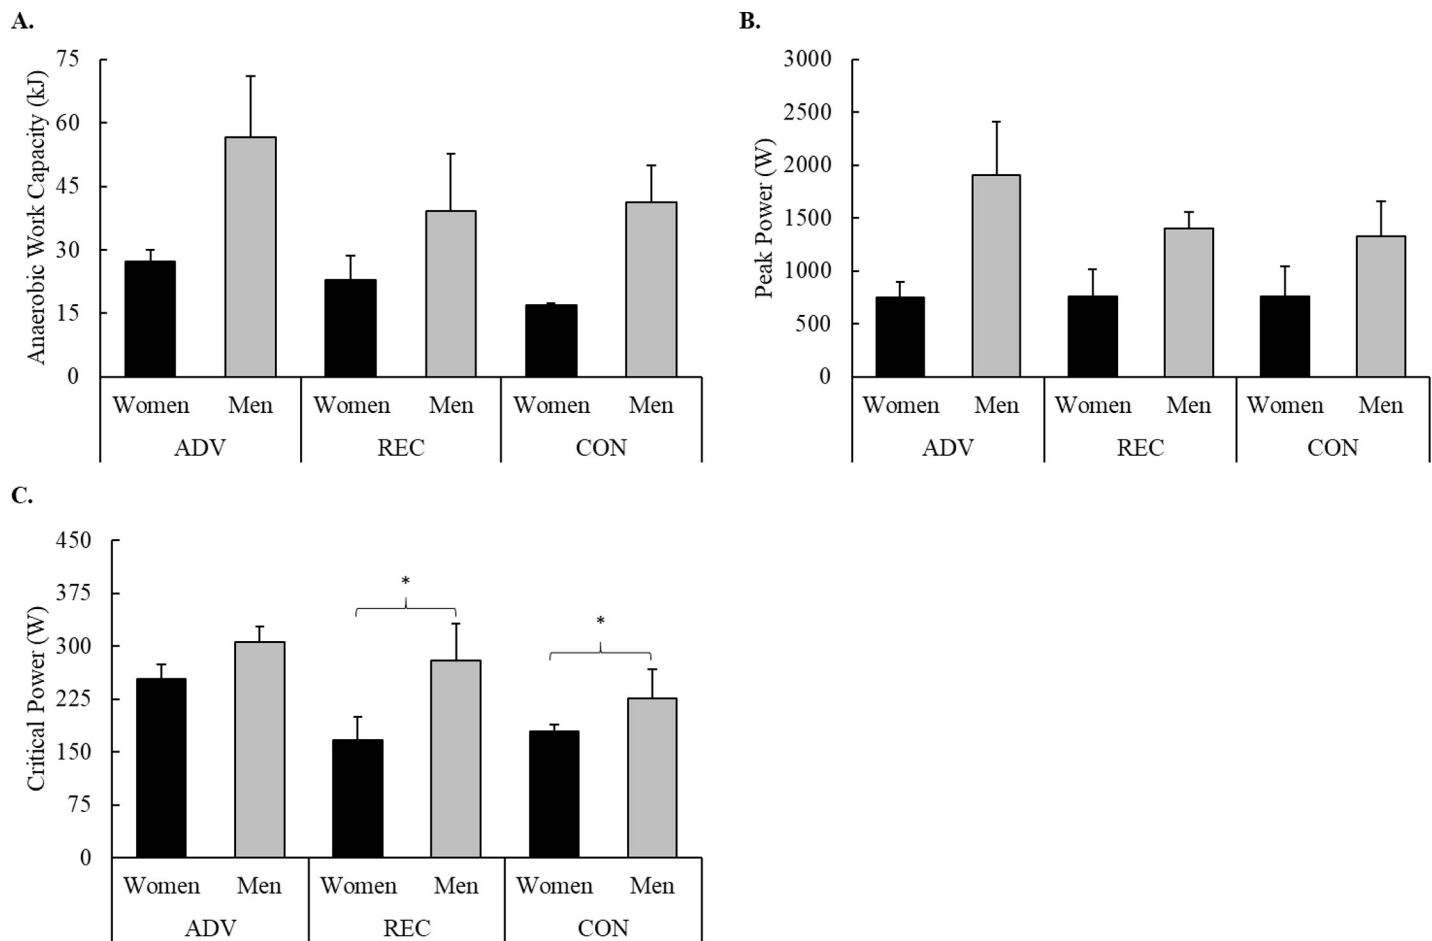 A.
Anaerobic Work Capacity (kJ)
75
60
45
30
15
0
Women Men Women Men Women Men
ADV REC CON
B.
Peak Power (W)
3000
2500
2000
1500
1000
500
0
Women Men Women Men Women Men
ADV REC CON
C.
Critical Power (W)
450
375
300
225
150
75
0
*
*
Women Men Women Men Women Men
ADV REC CON